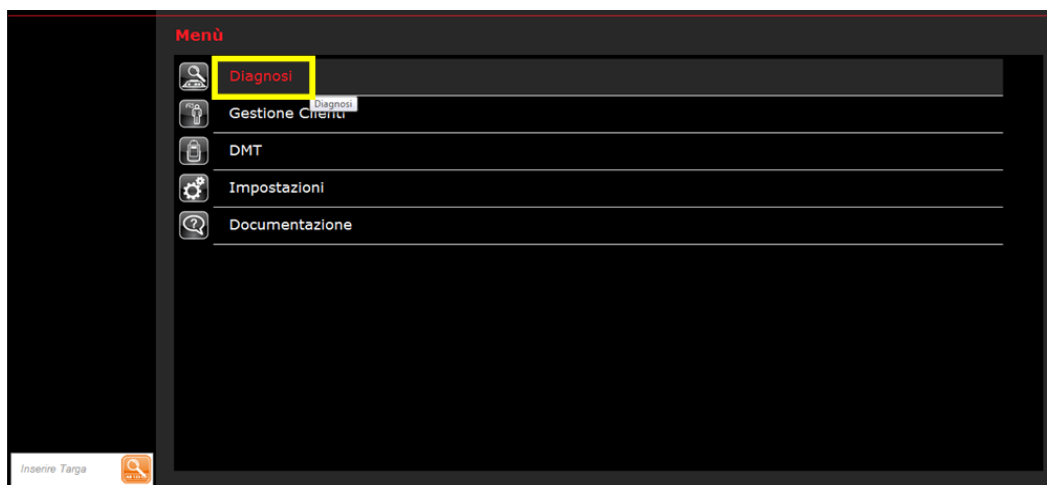 Menù
Diagnosi
Diagnosi
Gestione Clienti
DMT
Impostazioni
Documentazione
Inserire Targa